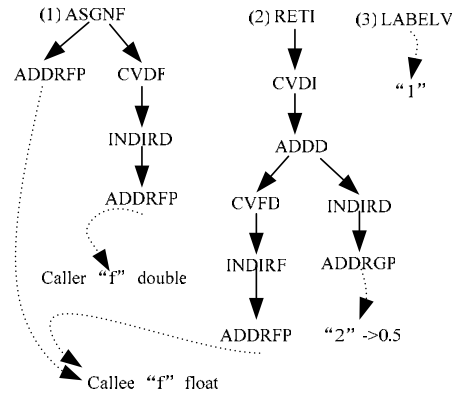 (1) ASGNF (2) RETI (3) LABELV
ADDRFP CVDF CVDI “1”
INDIRD ADDD
ADDRFP CVFD INDIRD
Caller “f” double INDIRF ADDRGP
ADDRFP “2” ->0.5
Callee “f” float